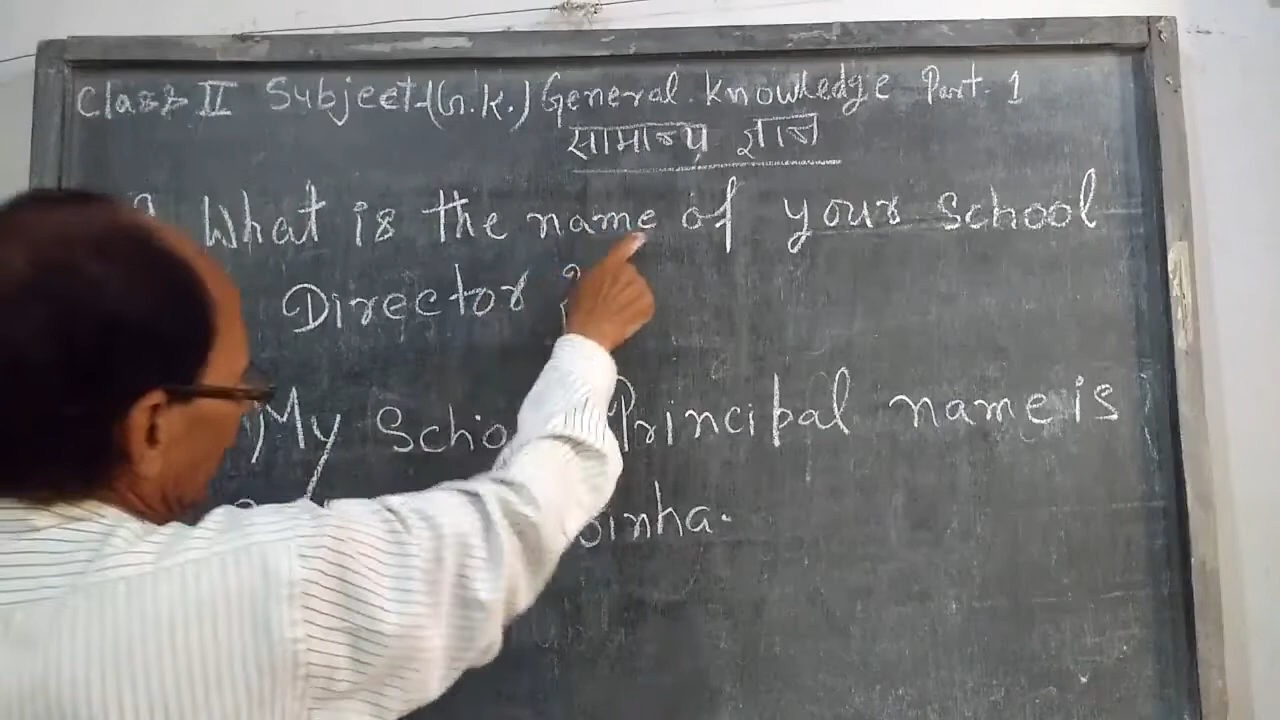 Class II Subject-(G.K.) General Knowledge Part-1
सामान्य ज्ञान
What is the name of your School
Director ?
My School Principal name is
Sinha.